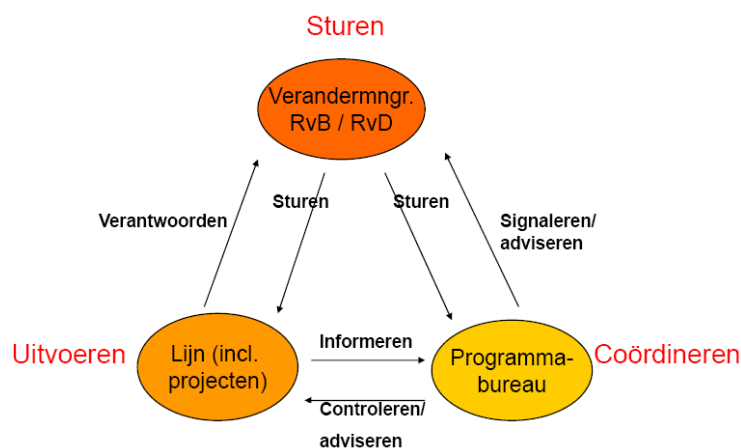 Sturen
Verandermngr.
RvB / RvD
Verantwoorden
Sturen
Sturen
Signaleren/
adviseren
Uitvoeren
Lijn (incl.
projecten)
Informeren
Programma-
bureau
Coördineren
Controleren/
adviseren